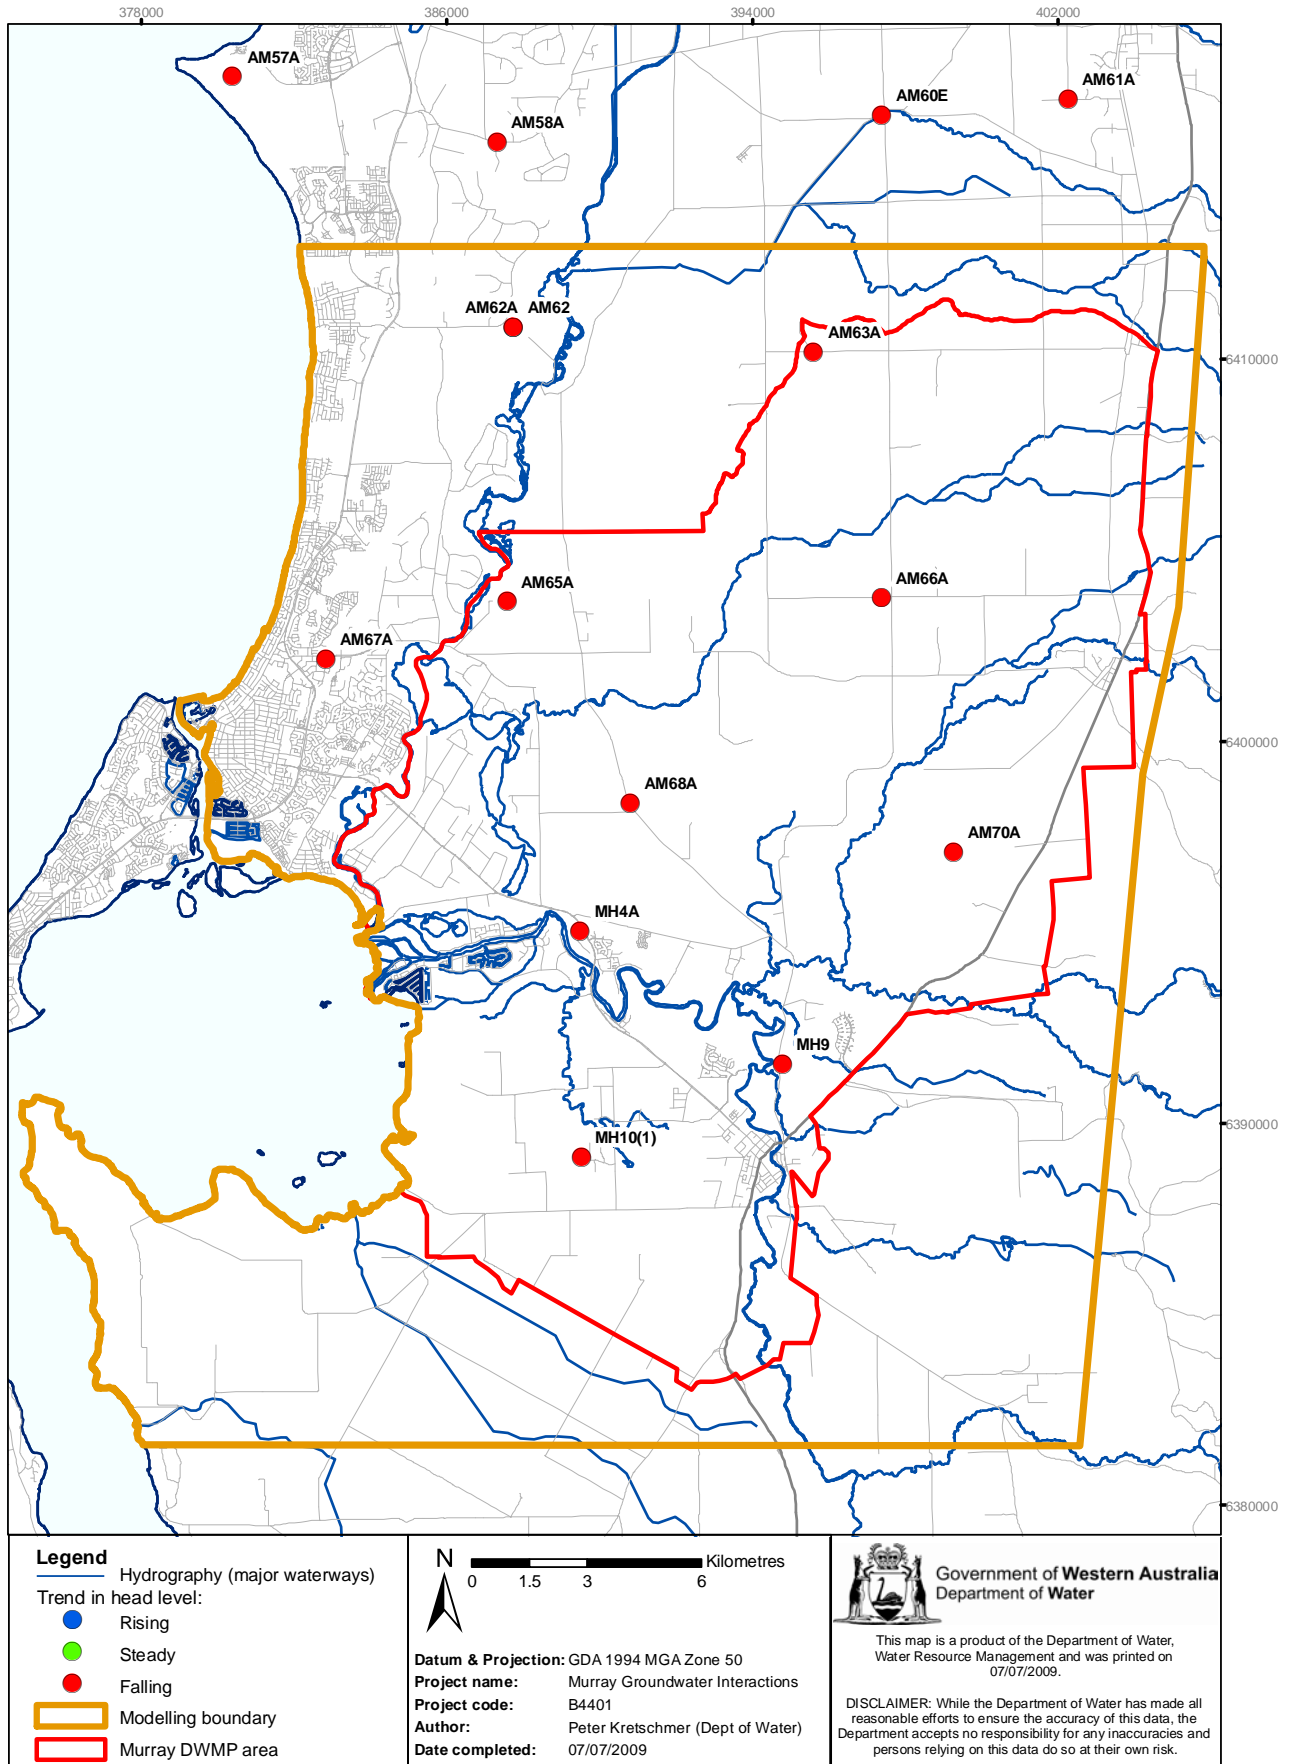 378000
386000
394000
402000
AM57A
AM58A
AM60E
AM61A
AM62A
AM62
AM63A
6410000
AM65A
AM66A
AM67A
6400000
AM68A
AM70A
MH4A
MH9
6390000
MH10(1)
6380000
Legend
Hydrography (major waterways)
Trend in head level:
Rising
Steady
Falling
Modelling boundary
Murray DWMP area
N
Kilometres
0 1.5 3 6
Datum & Projection: GDA 1994 MGA Zone 50
Project name: Murray Groundwater Interactions
Project code: B4401
Author: Peter Kretschmer (Dept of Water)
Date completed: 07/07/2009
Government of Western Australia
Department of Water
This map is a product of the Department of Water,
Water Resource Management and was printed on
07/07/2009.
DISCLAIMER: While the Department of Water has made all
reasonable efforts to ensure the accuracy of this data, the
Department accepts no responsibility for any inaccuracies and
persons relying on this data do so at their own risk.